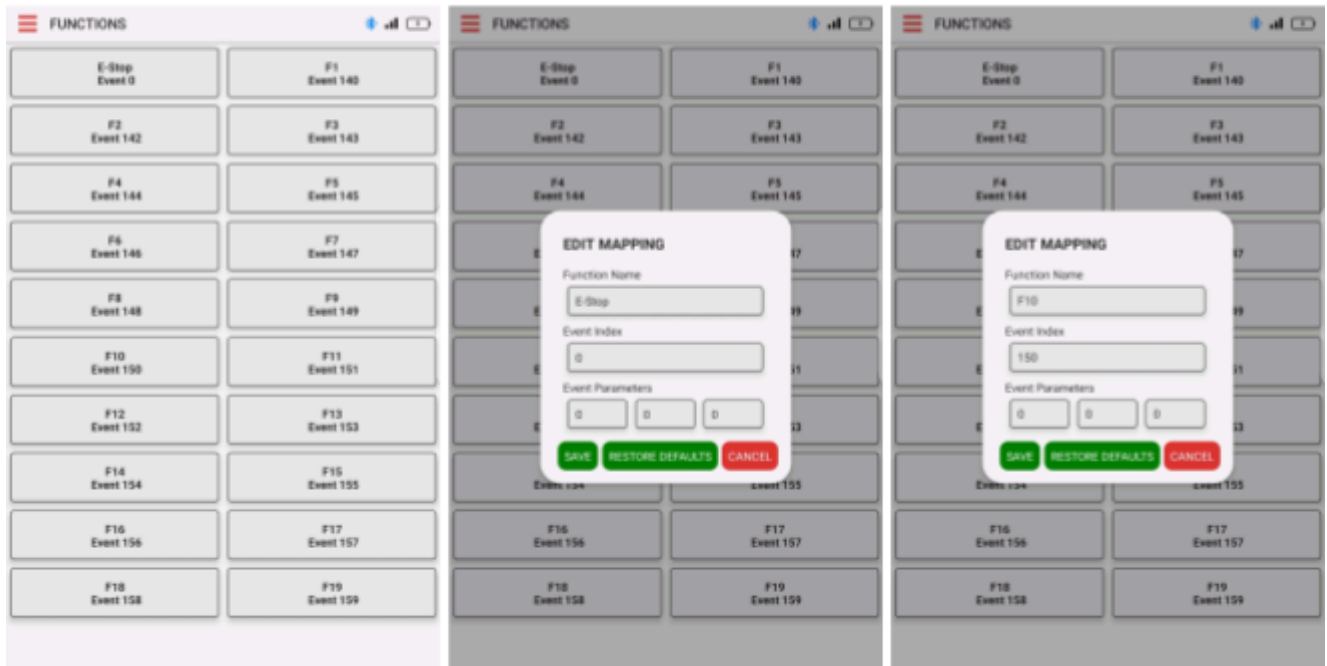 FUNCTIONS
E-Stop
Event 0
F1
Event 140
F2
Event 142
F3
Event 143
F4
Event 144
F5
Event 145
F6
Event 146
F7
Event 147
F8
Event 148
F9
Event 149
F10
Event 150
F11
Event 151
F12
Event 152
F13
Event 153
F14
Event 154
F15
Event 155
F16
Event 156
F17
Event 157
F18
Event 158
F19
Event 159
FUNCTIONS
E-Stop
Event 0
F1
Event 140
F2
Event 142
F3
Event 143
F4
Event 144
F5
Event 145
EDIT MAPPING
Function Name
E-Stop
Event Index
0
Event Parameters
0 0 0
SAVE RESTORE DEFAULTS CANCEL
Event 154
Event 155
F16
Event 156
F17
Event 157
F18
Event 158
F19
Event 159
FUNCTIONS
E-Stop
Event 0
F1
Event 140
F2
Event 142
F3
Event 143
F4
Event 144
F5
Event 145
EDIT MAPPING
Function Name
F10
Event Index
150
Event Parameters
0 0 0
SAVE RESTORE DEFAULTS CANCEL
Event 154
Event 155
F16
Event 156
F17
Event 157
F18
Event 158
F19
Event 159